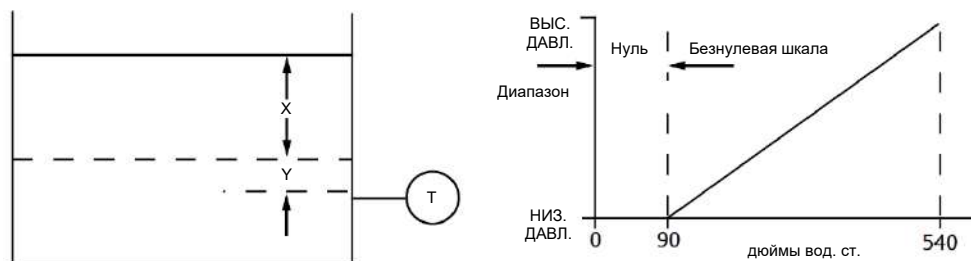 X
Y
T
ВЫС.
ДАВЛ.
Нуль
Безнулевая шкала
Диапазон
НИЗ.
ДАВЛ.
0
90
540
дюймы вод. ст.